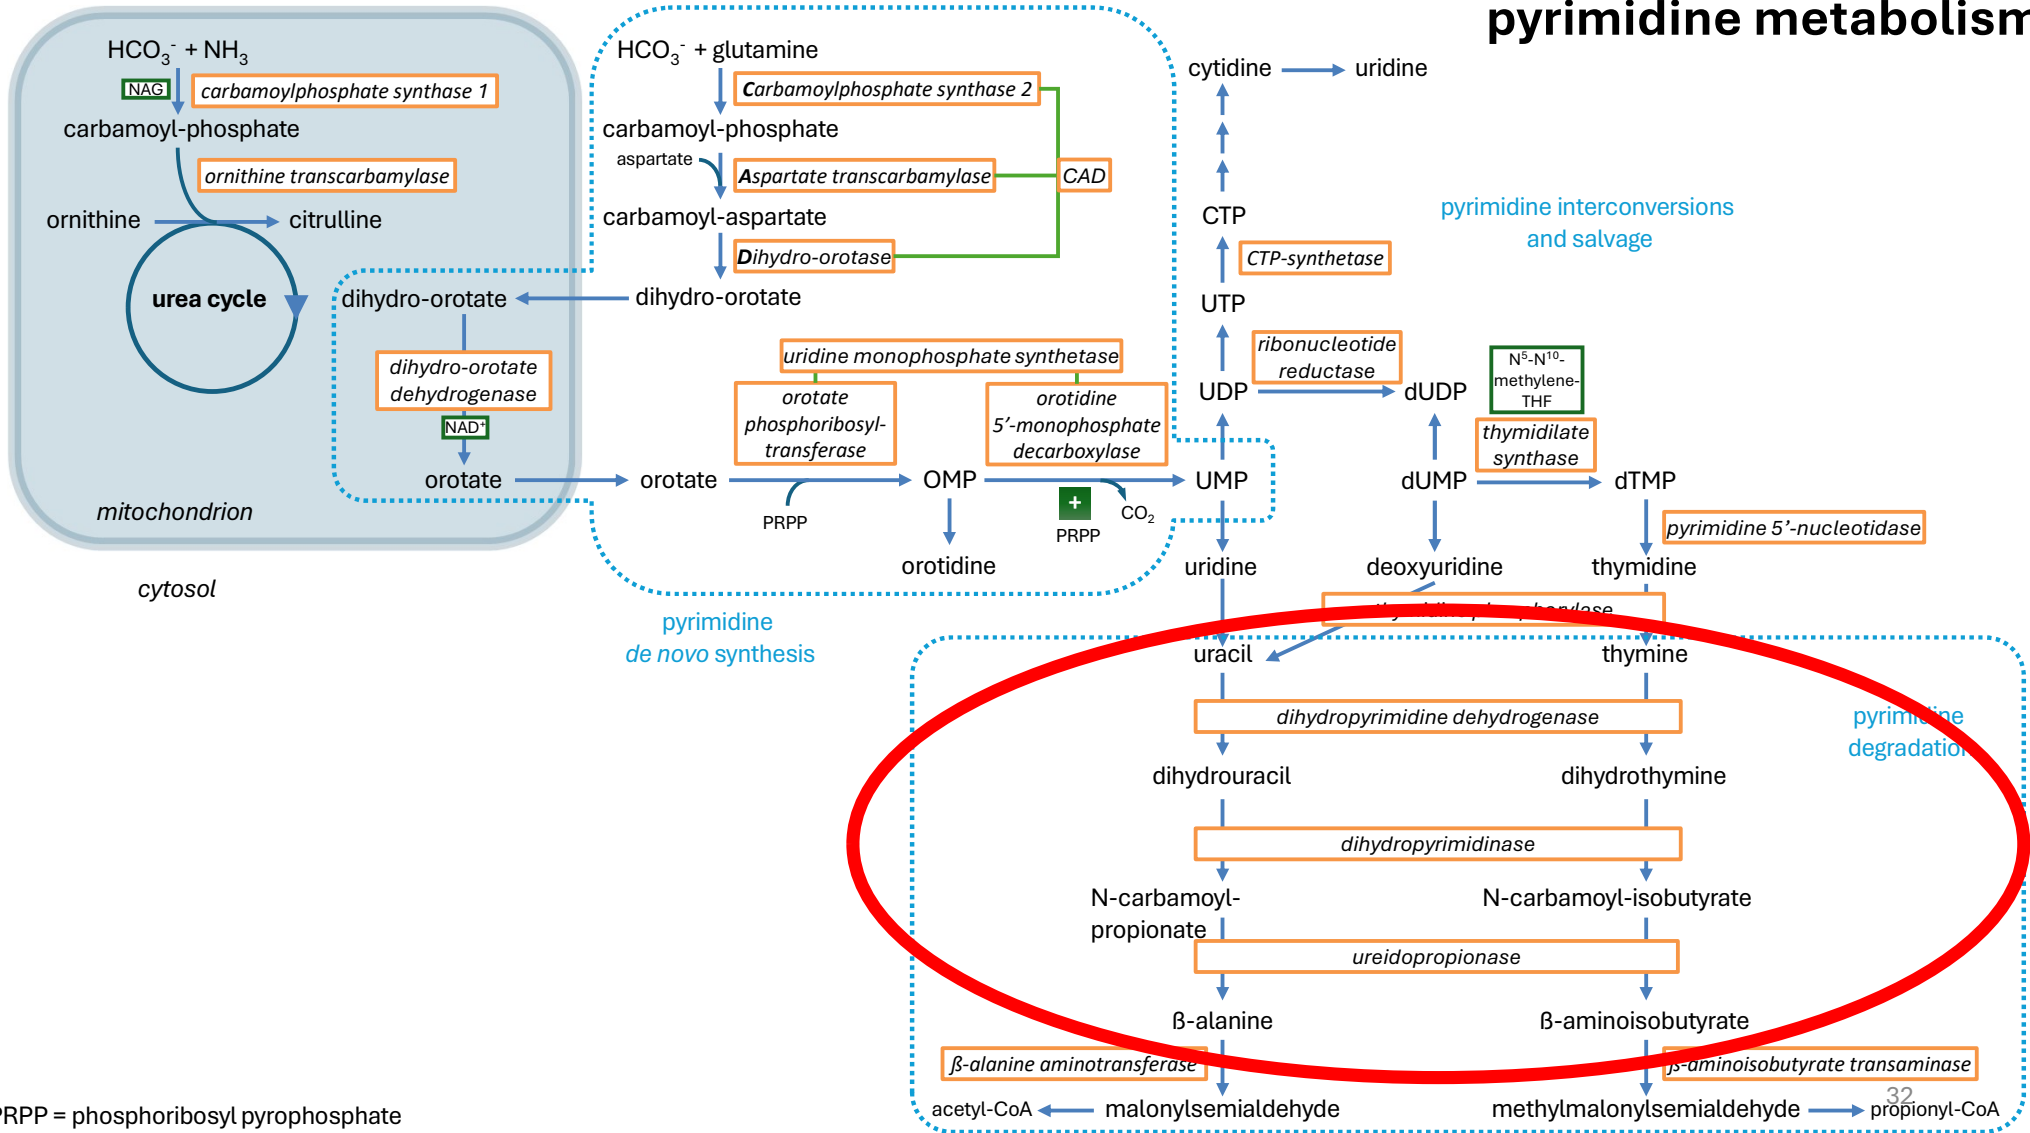 pyrimidine metabolism
HCO₃⁻ + NH₃
NAG
carbamoylphosphate synthase 1
carbamoyl-phosphate
ornithine transcarbamylase
ornithine
citrulline
urea cycle
dihydro-orotate
dihydro-orotate
dehydrogenase
NAD⁺
orotate
mitochondrion
cytosol
HCO₃⁻ + glutamine
Carbamoylphosphate synthase 2
carbamoyl-phosphate
aspartate
Aspartate transcarbamylase
CAD
carbamoyl-aspartate
Dihydro-orotase
dihydro-orotate
uridine monophosphate synthetase
orotate
phosphoribosyl-
transferase
orotidine
5’-monophosphate
decarboxylase
orotate
PRPP
OMP
+
PRPP
CO₂
UMP
orotidine
pyrimidine
de novo synthesis
cytidine
uridine
CTP
CTP-synthetase
UTP
pyrimidine interconversions
and salvage
ribonucleotide
reductase
UDP
dUDP
N⁵-N¹⁰-
methylene-
THF
thymidilate
synthase
dUMP
dTMP
pyrimidine 5’-nucleotidase
uridine
deoxyuridine
thymidine
uracil
thymine
dihydropyrimidine dehydrogenase
pyrimidine
degradation
dihydrouracil
dihydrothymine
dihydropyrimidinase
N-carbamoyl-
propionate
N-carbamoyl-isobutyrate
ureidopropionase
ß-alanine
ß-aminoisobutyrate
ß-alanine aminotransferase
ß-aminoisobutyrate transaminase
32
acetyl-CoA
malonylsemialdehyde
methylmalonylsemialdehyde
propionyl-CoA
PRPP = phosphoribosyl pyrophosphate